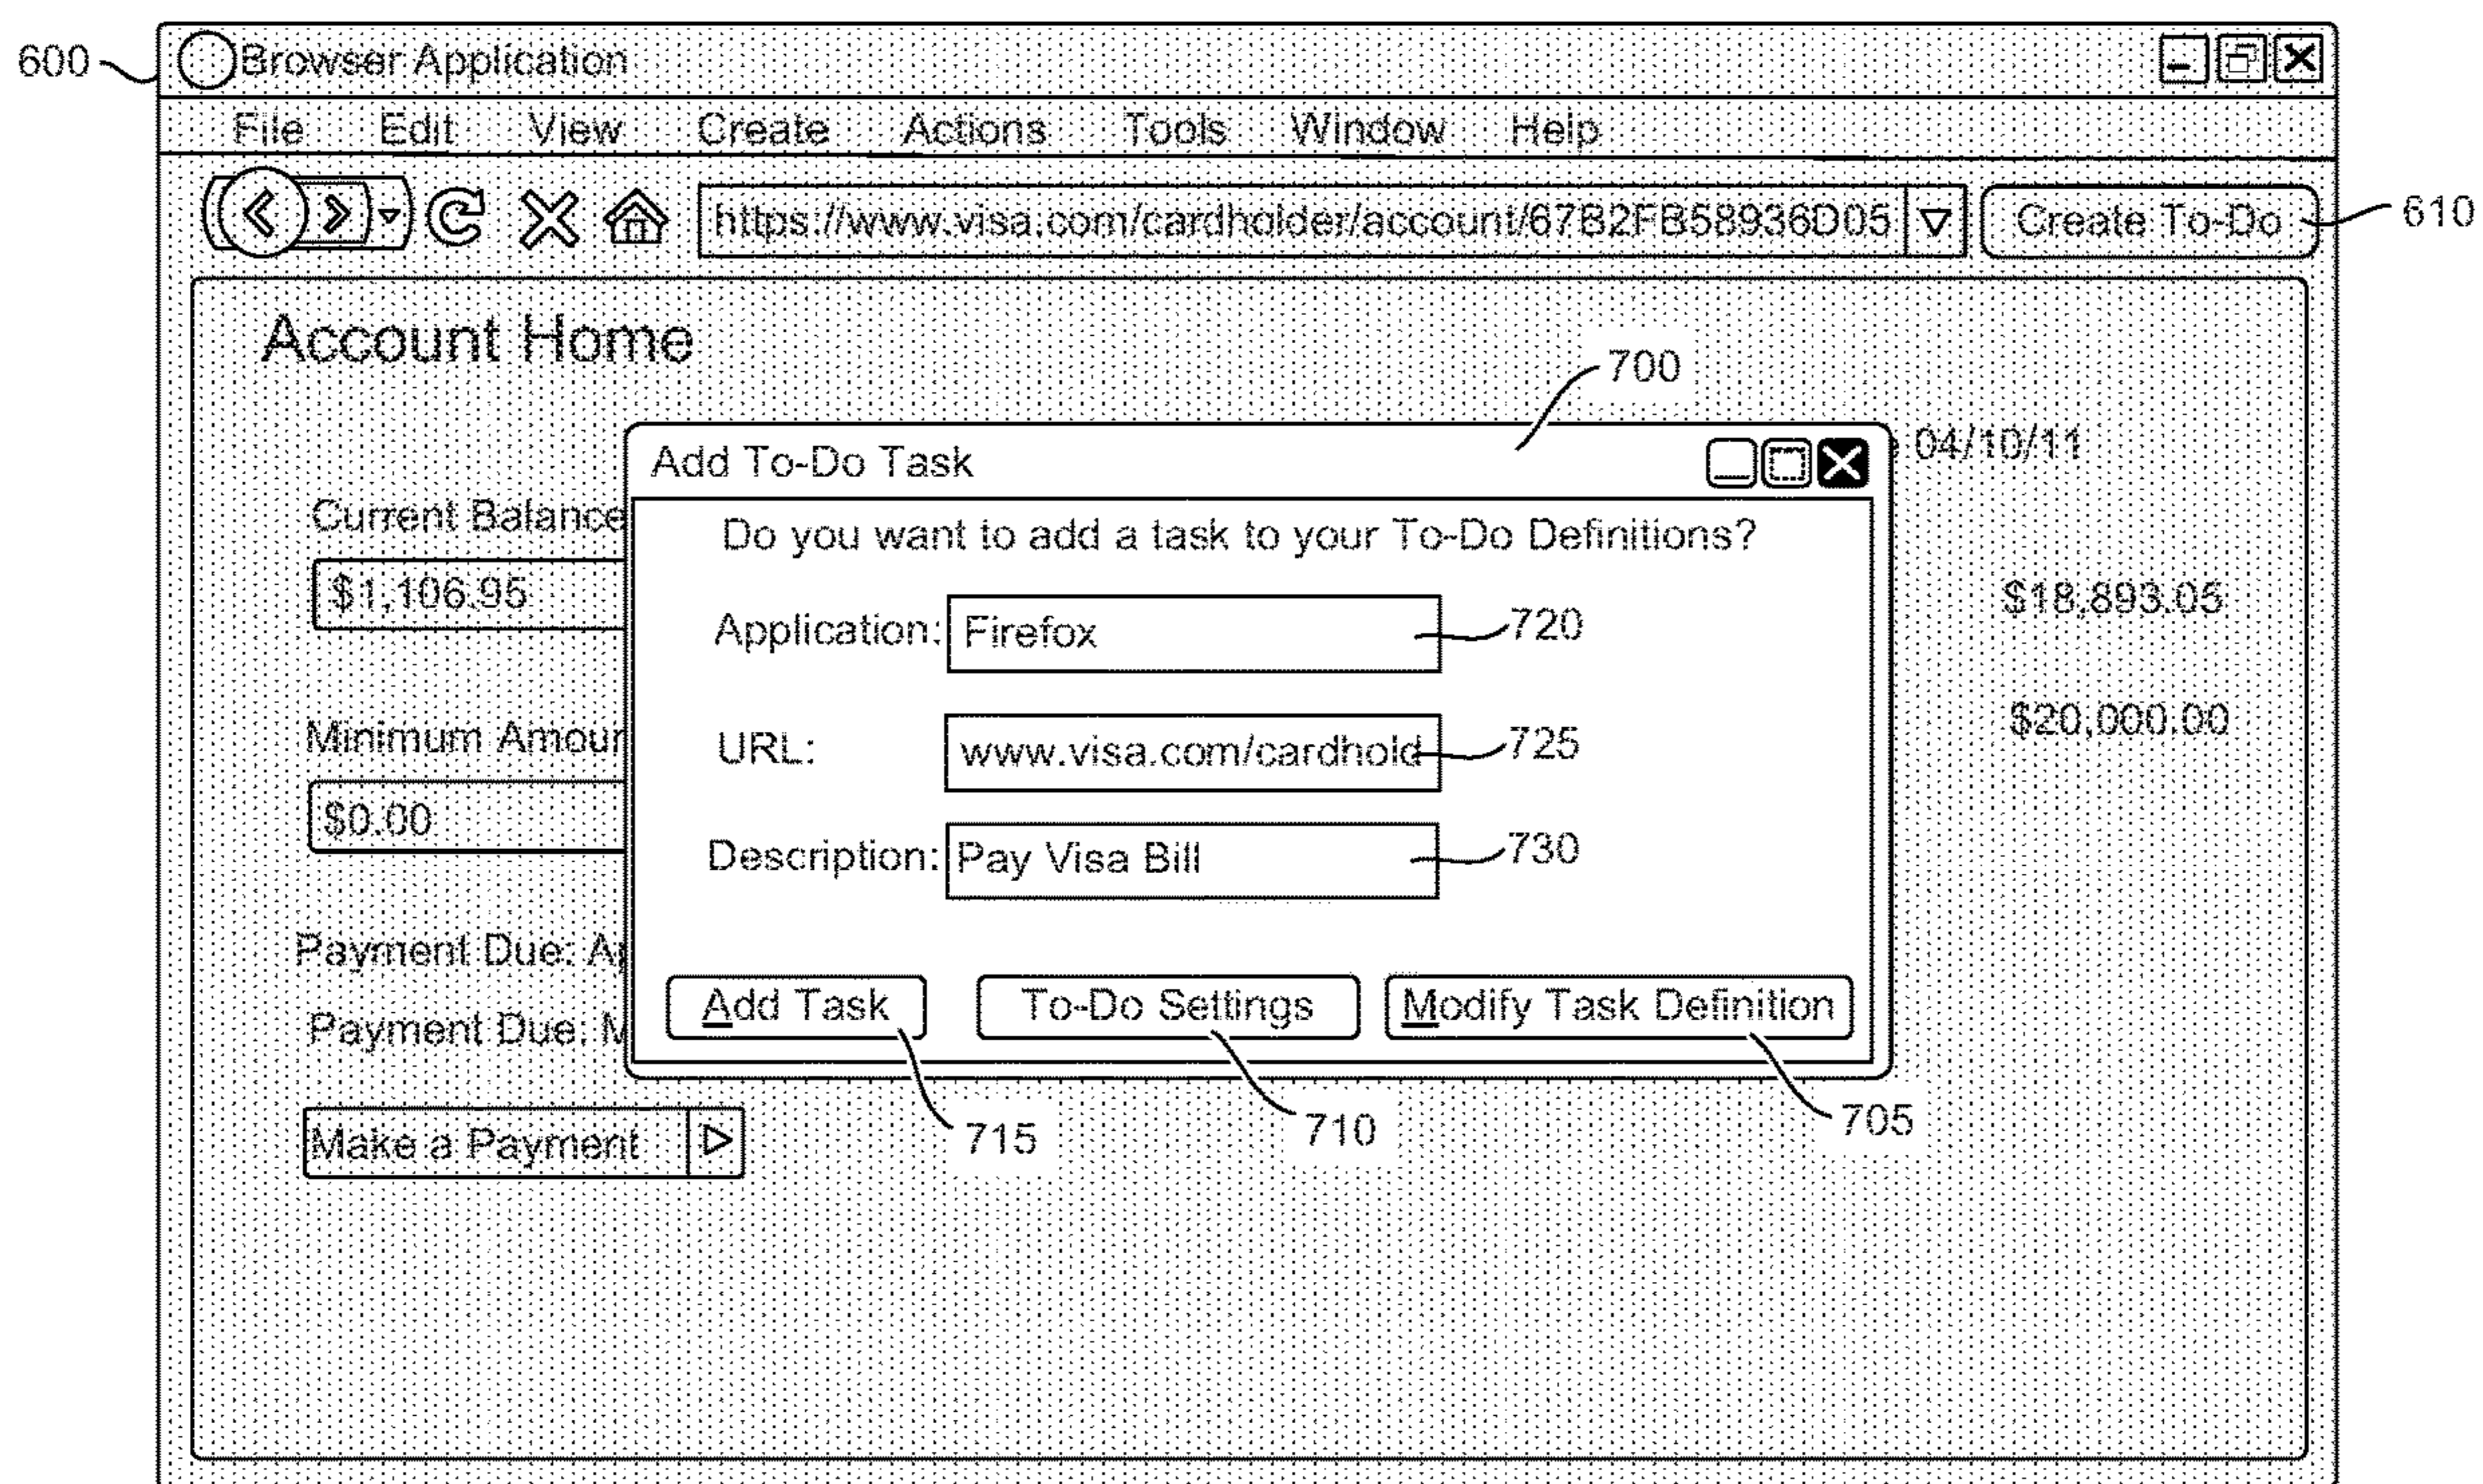 600
Browser Application
File Edit View Create Actions Tools Window Help
https://www.visa.com/cardholder/account/67B2FB58936D05 Create To-Do 610
Account Home
700
04/10/11
Add To-Do Task
Current Balance
Do you want to add a task to your To-Do Definitions?
$1,106.95
Application: Firefox 720
$18,893.05
Minimum Amour
URL: www.visa.com/cardhold 725
$20,000.00
$0.00
Description: Pay Visa Bill 730
Payment Due: A
Add Task To-Do Settings Modify Task Definition
Payment Due: M
715 710 705
Make a Payment